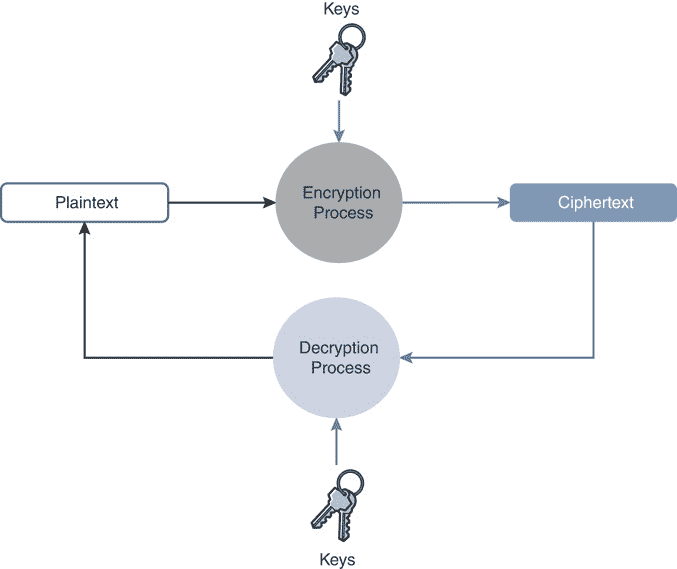 Keys
Encryption
Process
Plaintext
Ciphertext
Decryption
Process
Keys